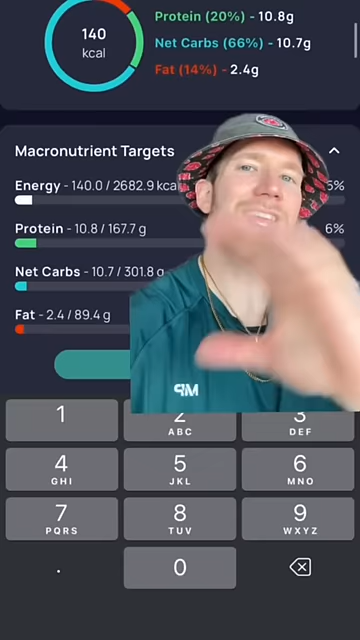 Protein (20%) - 10.8g
140
kcal
Net Carbs (66%) - 10.7g
Fat (14%) - 2.4g
Macronutrient Targets
Energy - 140.0 / 2682.9 kca
5%
Protein - 10.8 / 167.7 g
6%
Net Carbs - 10.7 / 301.8 g
Fat - 2.4 / 89.4 g
1
2
ABC
3
DEF
4
GHI
5
JKL
6
MNO
7
PQRS
8
TUV
9
WXYZ
.
0